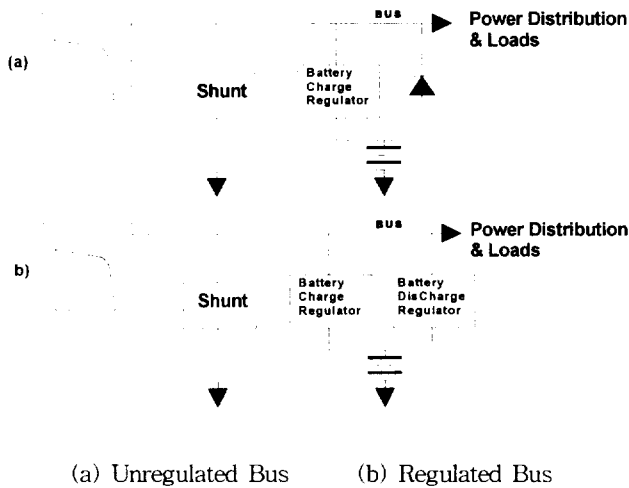 BUS
Power Distribution
& Loads
(a)
Shunt
Battery
Charge
Regulator
BUS
Power Distribution
& Loads
b)
Shunt
Battery
Charge
Regulator
Battery
DisCharge
Regulator
(a) Unregulated Bus (b) Regulated Bus